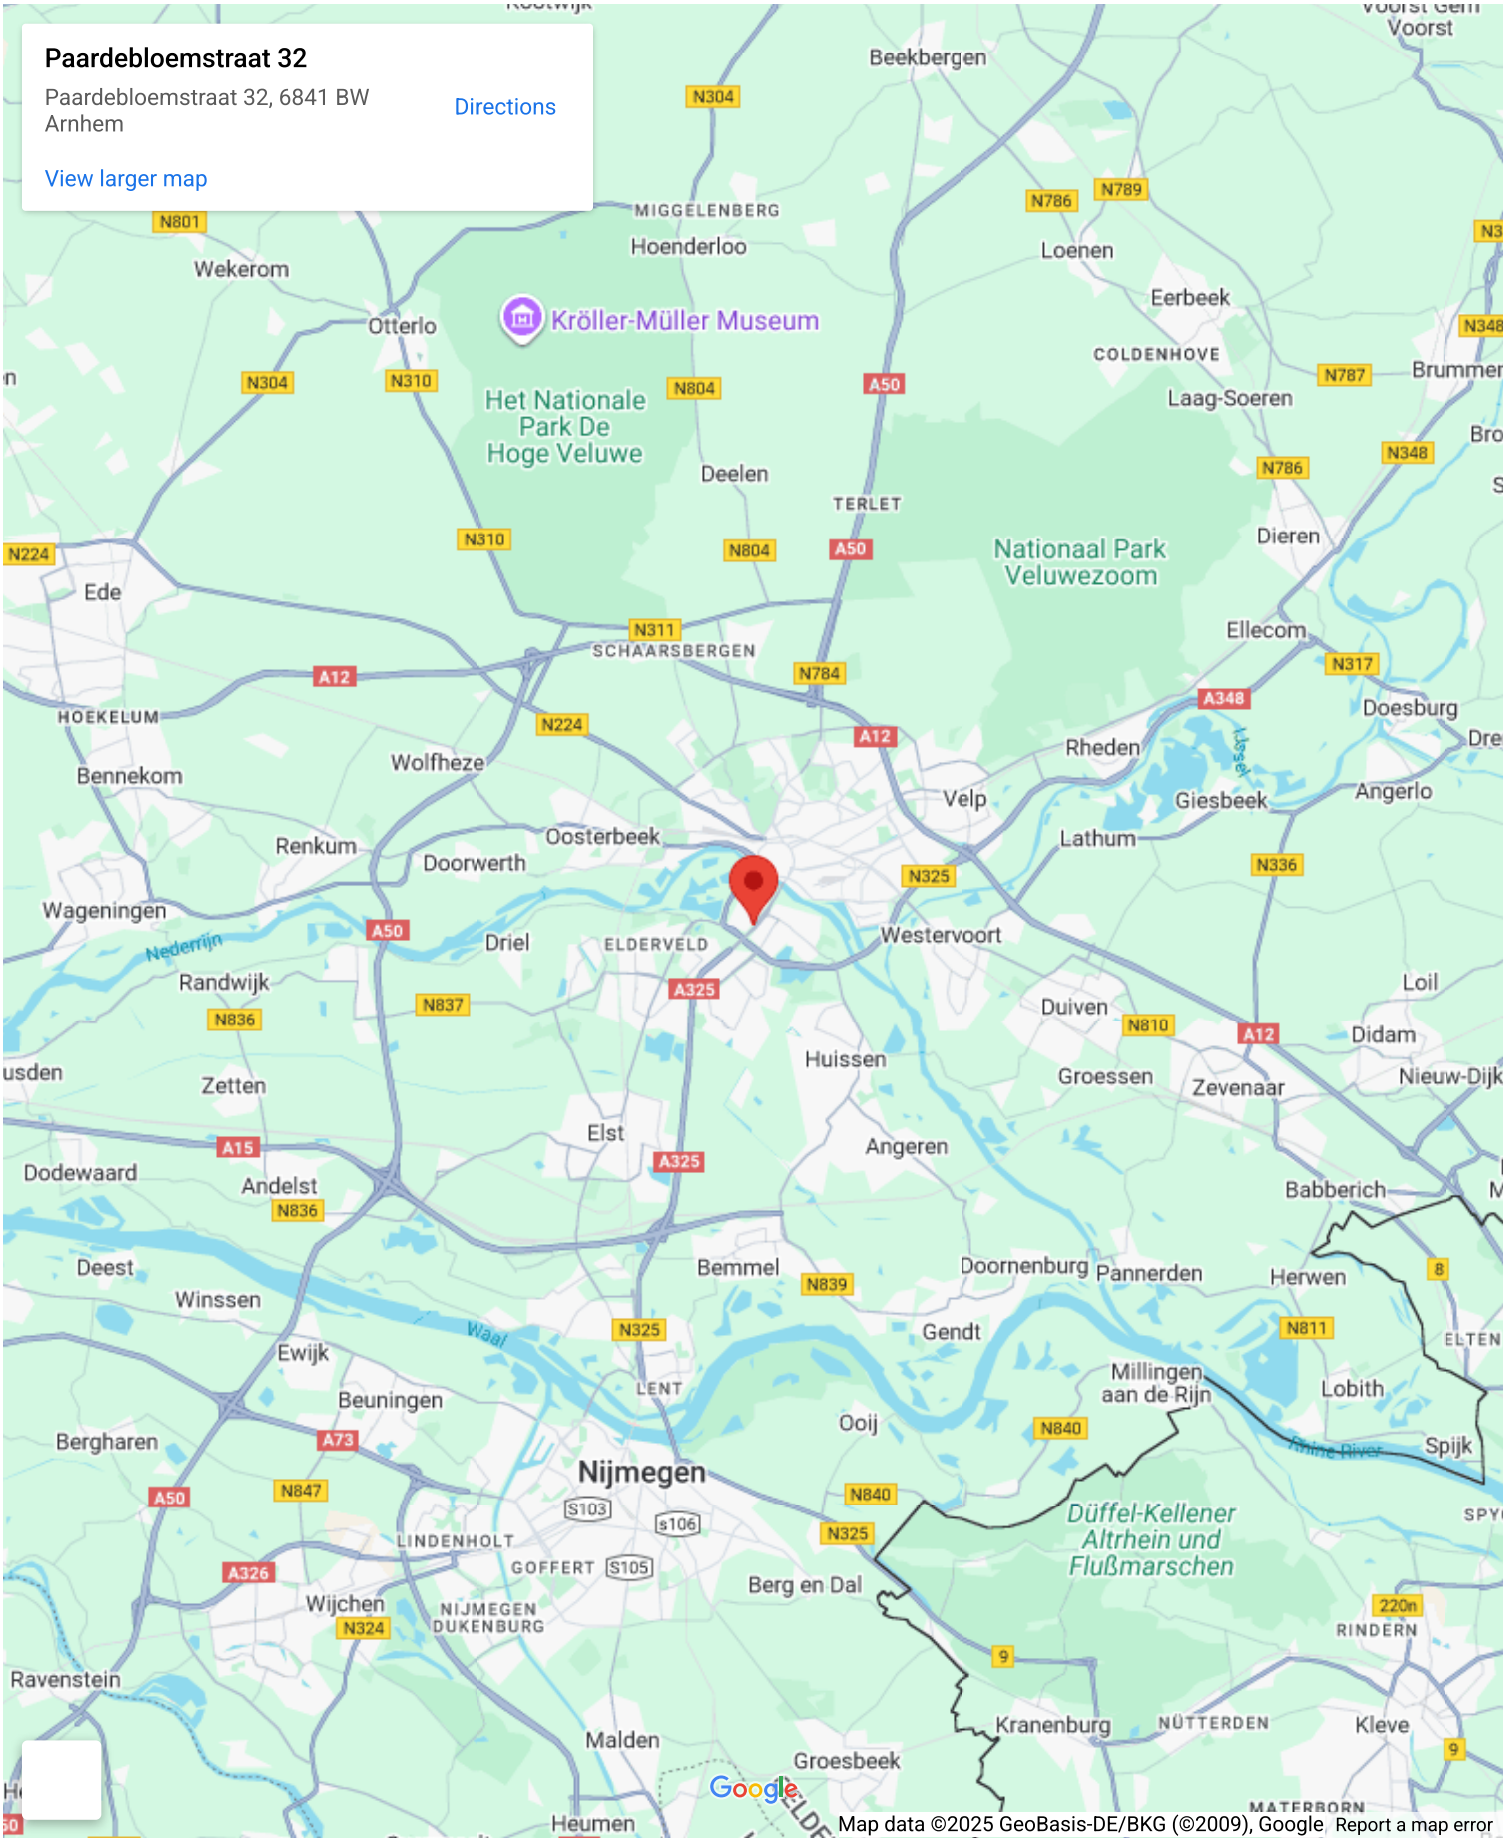 Paardebloemstraat 32
Paardebloemstraat 32, 6841 BW
Arnhem
Directions
View larger map
Beekbergen
Voorst
N304
N789
N786
N801
MIGGELENBERG
Hoenderloo
Loenen
Wekerom
Eerbeek
Kröller-Müller Museum
Otterlo
N348
COLDENHOVE
N304
N310
N804
A50
N787
Laag-Soeren
Het Nationale
Park De
Hoge Veluwe
Deelen
N348
N786
TERLET
N310
N804
A50
Nationaal Park
Veluwezoom
Dieren
N224
Ede
N311
SCHAARSBERGEN
Ellecom
N317
A12
N784
A348
Doesburg
HOEKELUM
N224
A12
IJssel
Rheden
Wolfheze
Bennekom
Velp
Giesbeek
Angerlo
Oosterbeek
Lathum
Renkum
Doorwerth
N325
N336
Wageningen
A50
Nederrijn
Driel
ELDERVELD
Westervoort
Randwijk
A325
Loil
N837
N836
Duiven
N810
A12
Didam
Huissen
Zetten
Groessen
Zevenaar
Nieuw-Dijk
Elst
A15
Angeren
Dodewaard
A325
Andelst
N836
Babberich
Deest
Bemmel
N839
Doornenburg
Pannerden
Herwen
8
Winssen
Waal
N325
Gendt
N811
ELTEN
Ewijk
Beuningen
LENT
Millingen
aan de Rijn
Lobith
Ooij
N840
Bergharen
A73
Rhine River
Spijk
Nijmegen
N847
A50
S103
s106
N840
N325
Düffel-Kellener
Altrhein und
Flußmarschen
LINDENHOLT
GOFFERT
S105
A326
Berg en Dal
Wijchen
N324
NIJMEGEN
DUKENBURG
220n
RINDERN
9
Ravenstein
Kranenburg
NÜTTERDEN
Kleve
Malden
Groesbeek
9
Google
Heumen
MATERBORN
Map data ©2025 GeoBasis-DE/BKG (©2009), Google
Report a map error